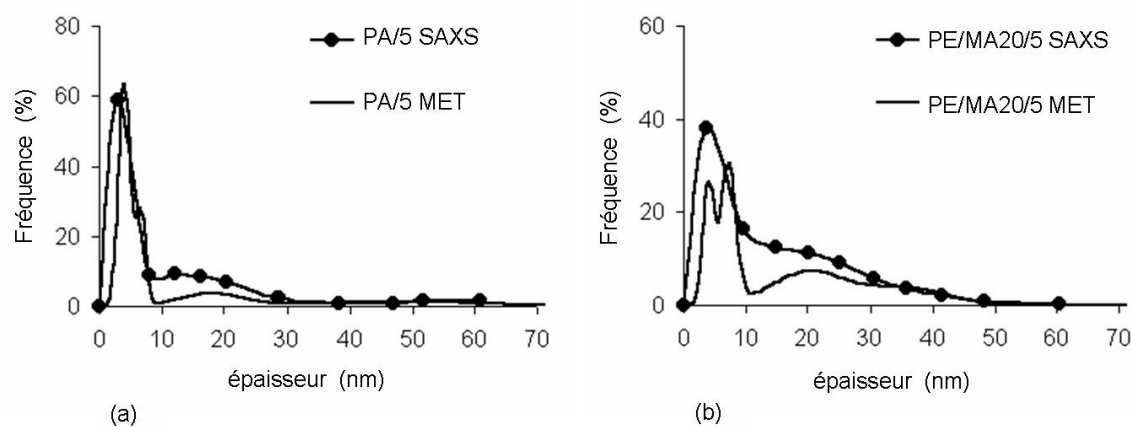 80
60
40
20
0
Fréquence (%)
PA/5 SAXS
PA/5 MET
0 10 20 30 40 50 60 70
épaisseur (nm)
(a)
60
40
20
0
Fréquence (%)
PE/MA20/5 SAXS
PE/MA20/5 MET
0 10 20 30 40 50 60 70
épaisseur (nm)
(b)